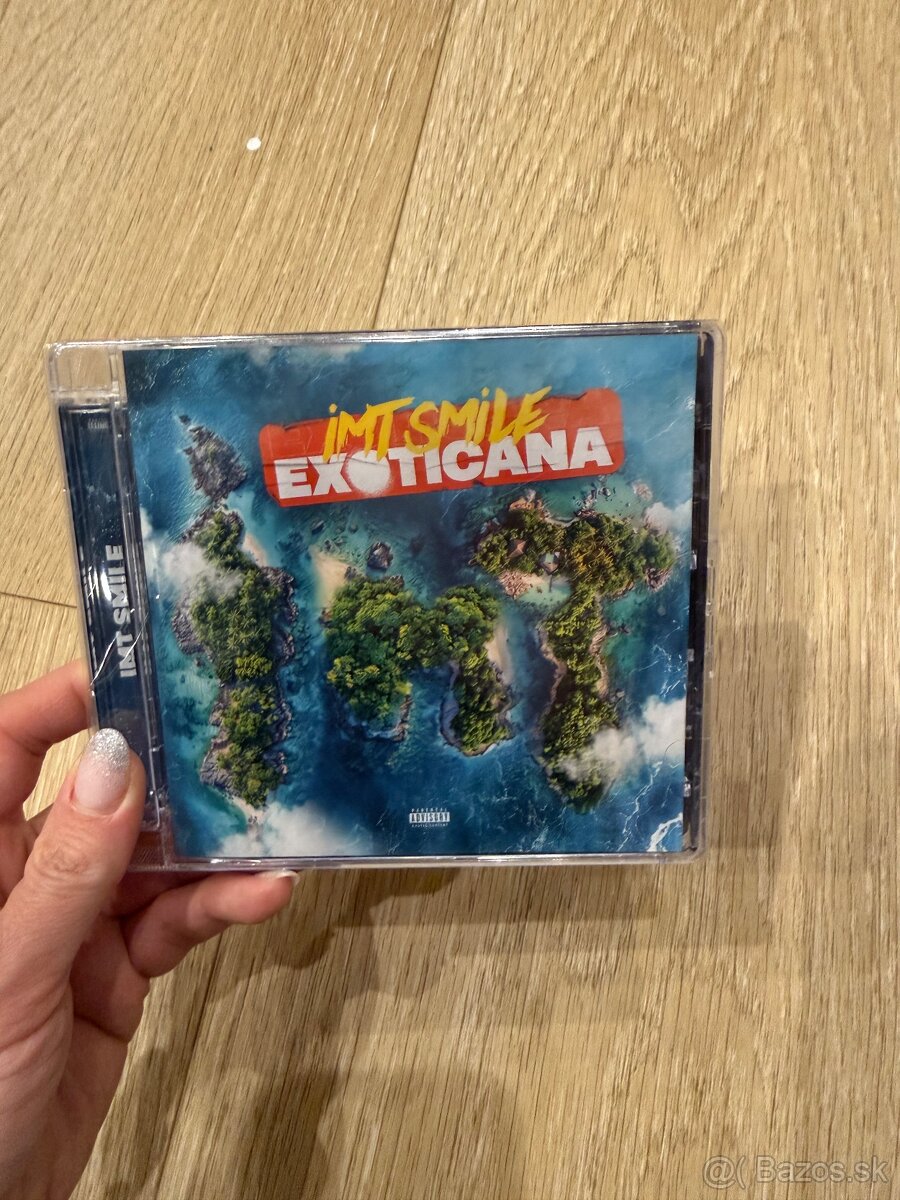 iMT SMiLE
EXOTICANA
IMT SMILE
PARENTAL
ADVISORY
@( Bazos.sk